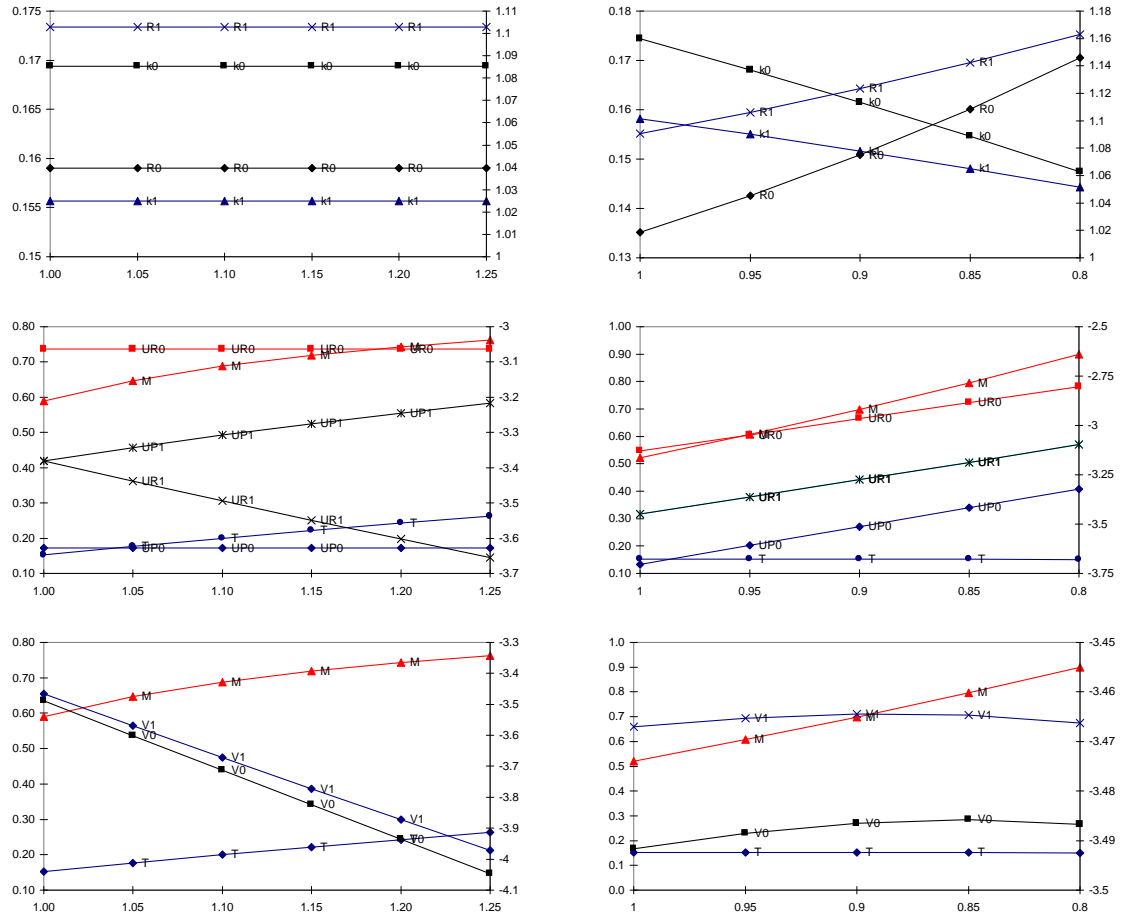 0.175 1.11
R1 R1 R1 R1 1.1
0.17 1.09
k0 k0 k0 k0 1.08
0.165 1.07
1.06
0.16 1.05
R0 R0 R0 R0 1.04
1.03
0.155 k1 k1 k1 k1 1.02
1.01
0.15 1
1.00 1.05 1.10 1.15 1.20 1.25
0.18 1.18
0.17 k0 R1 1.16
R1 k0 R0 1.14
0.16 1.12
k1 k0 1.1
0.15 k1 R0 1.08
k1 1.06
0.14 R0 1.04
1.02
0.13 1
1 0.95 0.9 0.85 0.8
0.80 -3
UR0 UR0 UR0 UR0
0.70 M M M M -3.1
0.60 -3.2
0.50 UP1 UP1 UP1 UP1 -3.3
0.40 -3.4
UR1
0.30 UR1 -3.5
UR1
0.20 T T T T -3.6
UP0 UP0 UP0
0.10 -3.7
1.00 1.05 1.10 1.15 1.20 1.25
1.00 -2.5
0.90
0.80 M -2.75
0.70 M UR0
0.60 M UR0 UR0 -3
0.50 UR1 -3.25
0.40 UR1 UR1
0.30 UP0 -3.5
0.20 UP0 UP0
T T T
0.10 -3.75
1 0.95 0.9 0.85 0.8
0.80 -3.3
M -3.4
0.70 M M M
-3.5
0.60 V1 -3.6
V0
0.50 V1 -3.7
V0
0.40 V1 -3.8
V0
0.30 V1 -3.9
V0
0.20 T T T T -4
0.10 -4.1
1.00 1.05 1.10 1.15 1.20 1.25
1.0 -3.45
0.9
0.8 M -3.46
0.7 V1 V1 V1
M
0.6 M -3.47
0.5
0.4 -3.48
0.3 V0 V0
0.2 V0 -3.49
T T T
0.1
0.0 -3.5
1 0.95 0.9 0.85 0.8